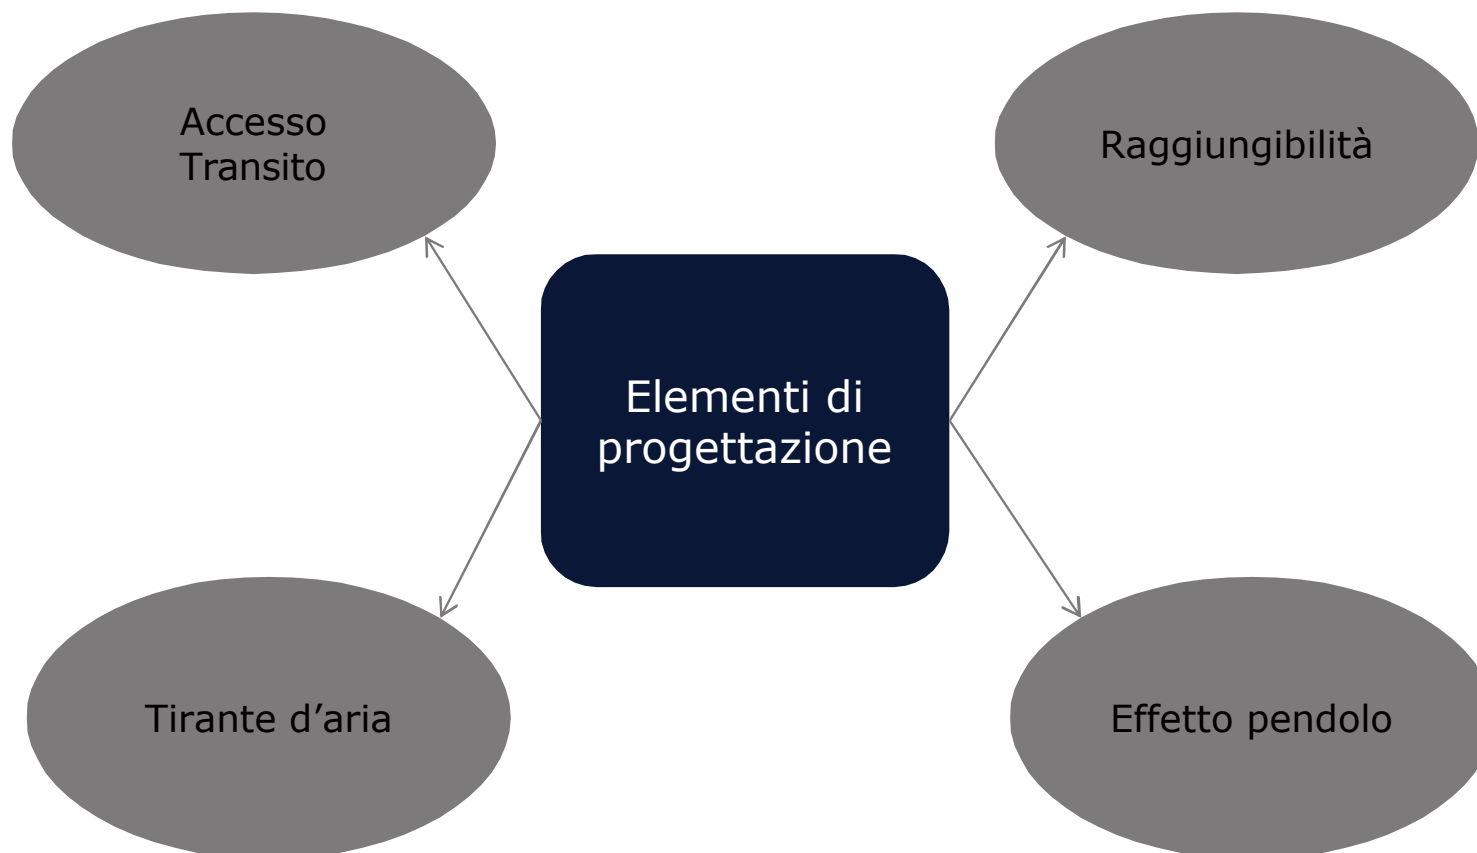 Accesso
Transito
Raggiungibilità
Elementi di
progettazione
Tirante d’aria
Effetto pendolo